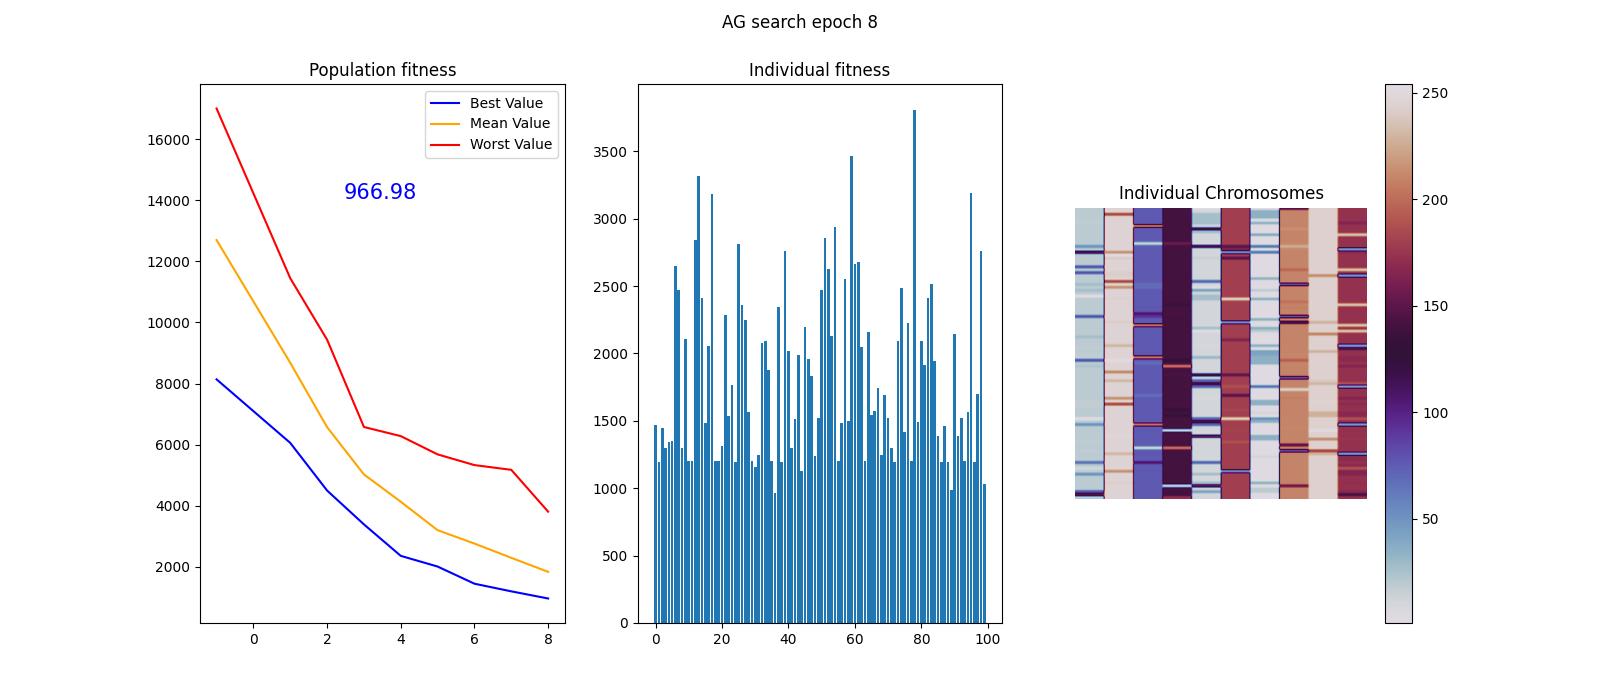 AG search epoch 8
Population fitness
Best Value
Mean Value
Worst Value
966.98
16000
14000
12000
10000
8000
6000
4000
2000
0 2 4 6 8
Individual fitness
3500
3000
2500
2000
1500
1000
500
0
0 20 40 60 80 100
Individual Chromosomes
250
200
150
100
50